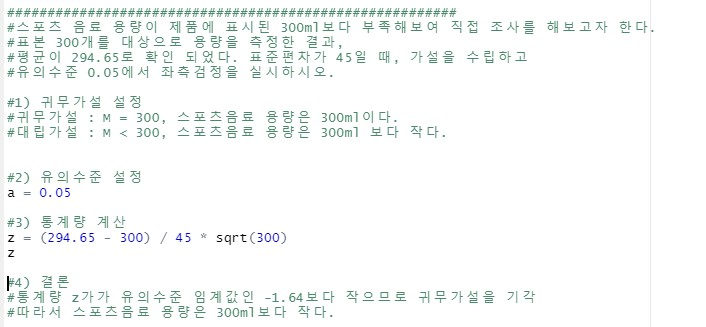 ########################################################
#스포츠 음료 용량이 제품에 표시된 300ml보다 부족해보여 직접 조사를 해보고자 한다.
#표본 300개를 대상으로 용량을 측정한 결과,
#평균이 294.65로 확인 되었다. 표준편차가 45일 때, 가설을 수립하고
#유의수준 0.05에서 좌측검정을 실시하시오.
#1) 귀무가설 설정
#귀무가설 : M = 300, 스포츠음료 용량은 300ml이다.
#대립가설 : M < 300, 스포츠음료 용량은 300ml 보다 작다.
#2) 유의수준 설정
a = 0.05
#3) 통계량 계산
z = (294.65 - 300) / 45 * sqrt(300)
z
#4) 결론
#통계량 z가가 유의수준 임계값인 -1.64보다 작으므로 귀무가설을 기각
#따라서 스포츠음료 용량은 300ml보다 작다.